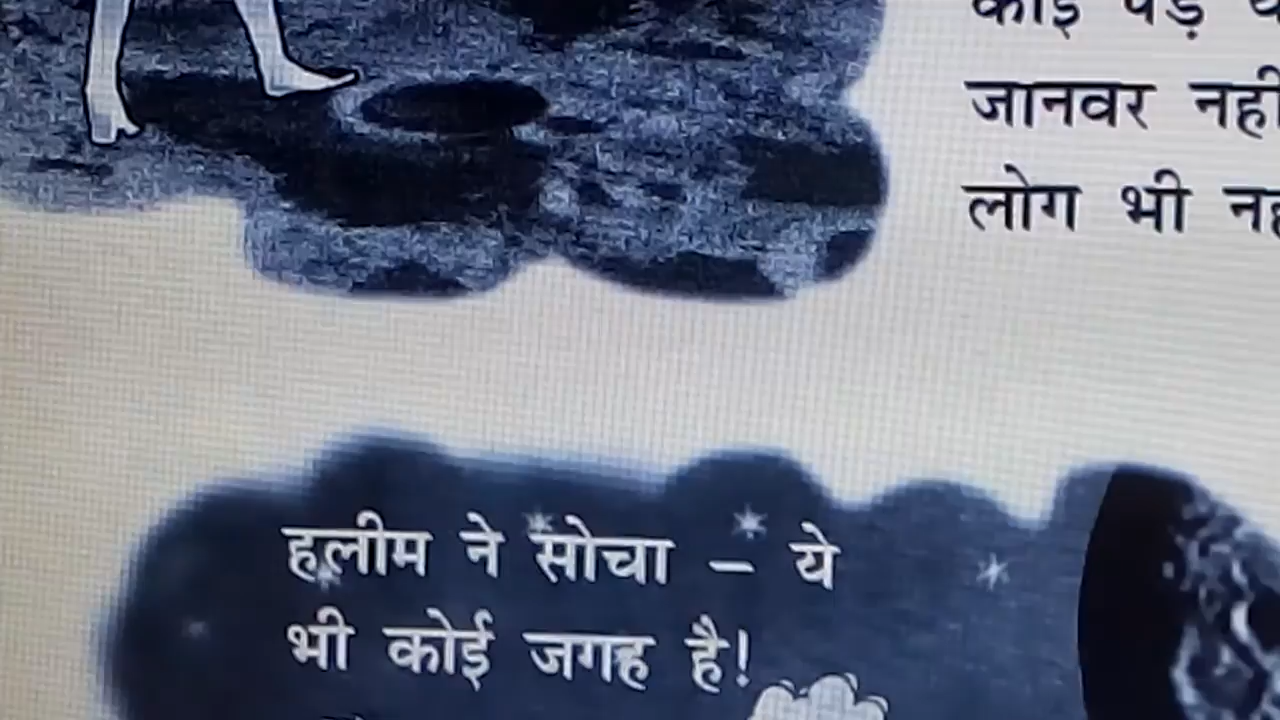 कोई पेड़
जानवर
लोग भी
हलीम ने सोचा – ये
भी कोई जगह है!